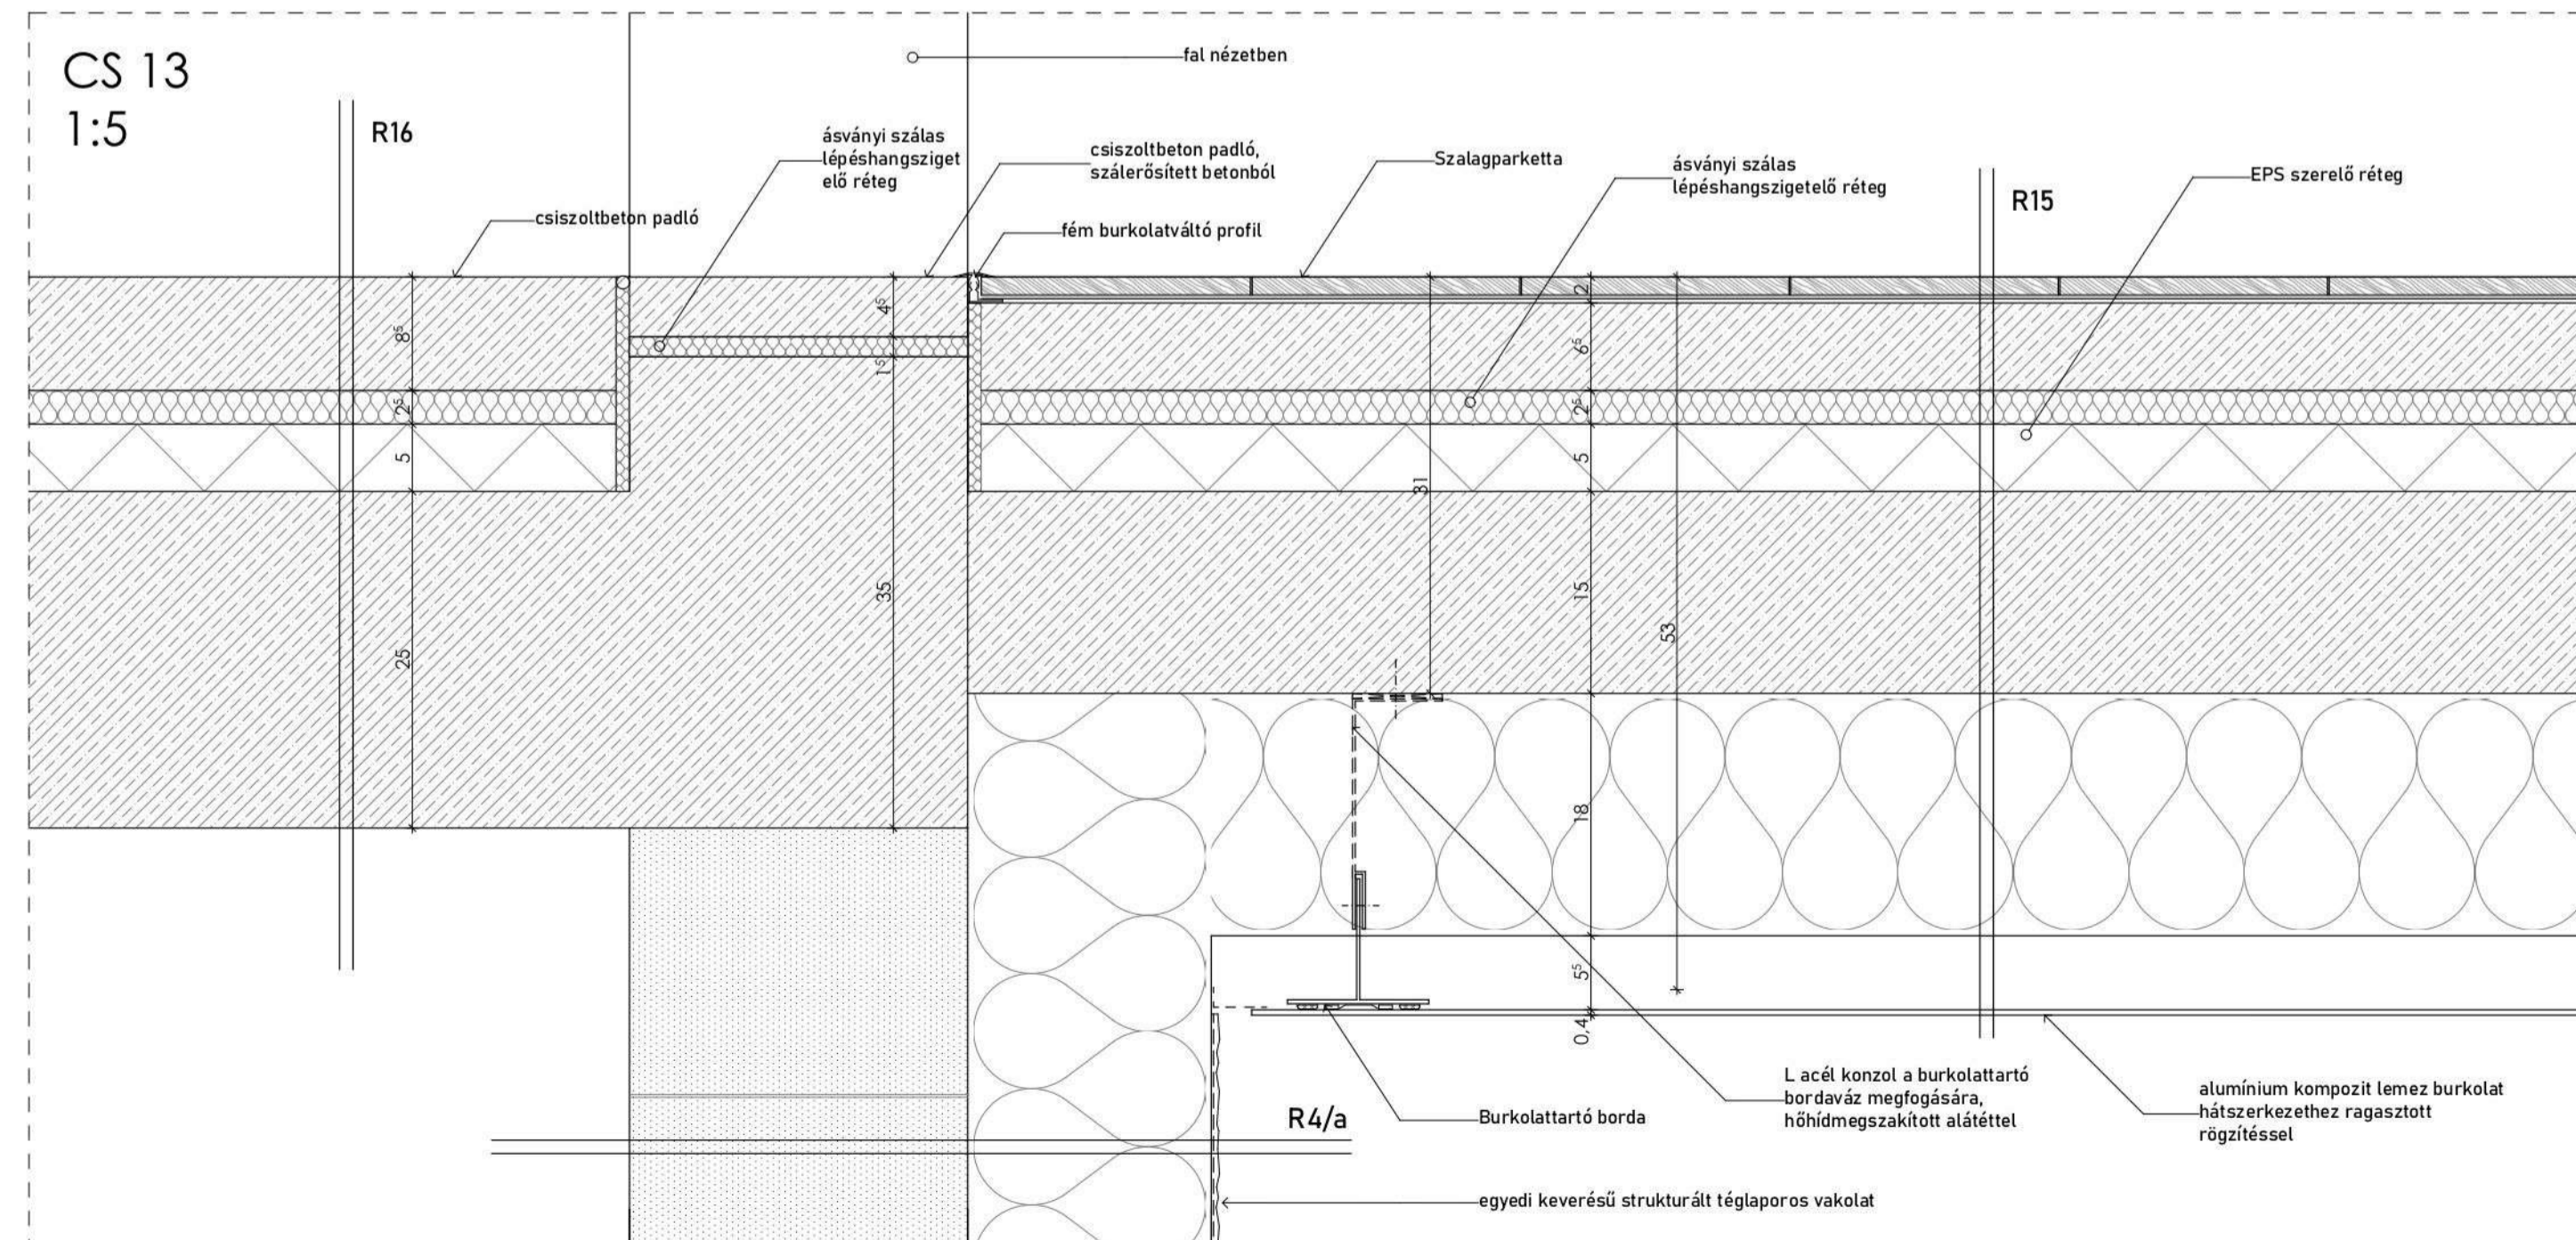 CS 13
1:5
R16
fal nézetben
ásványi szálas
lépéshangsziget
elő réteg
csiszoltbeton padló,
szálerősített betonból
Szalagparketta
ásványi szálas
lépéshangszigetelő réteg
EPS szerelő réteg
R15
csiszoltbeton padló
fém burkolatváltó profil
8⁵
2⁵
5
25
4⁵
1⁵
35
31
2
6⁵
2⁵
5
15
18
5⁵
0,4
53
L acél konzol a burkolattartó
bordaváz megfogására,
hőhídmegszakított alátéttel
alumínium kompozit lemez burkolat
hátszerkezethez ragasztott
rögzítéssel
R4/a
Burkolattartó borda
egyedi keverésű strukturált téglaporos vakolat